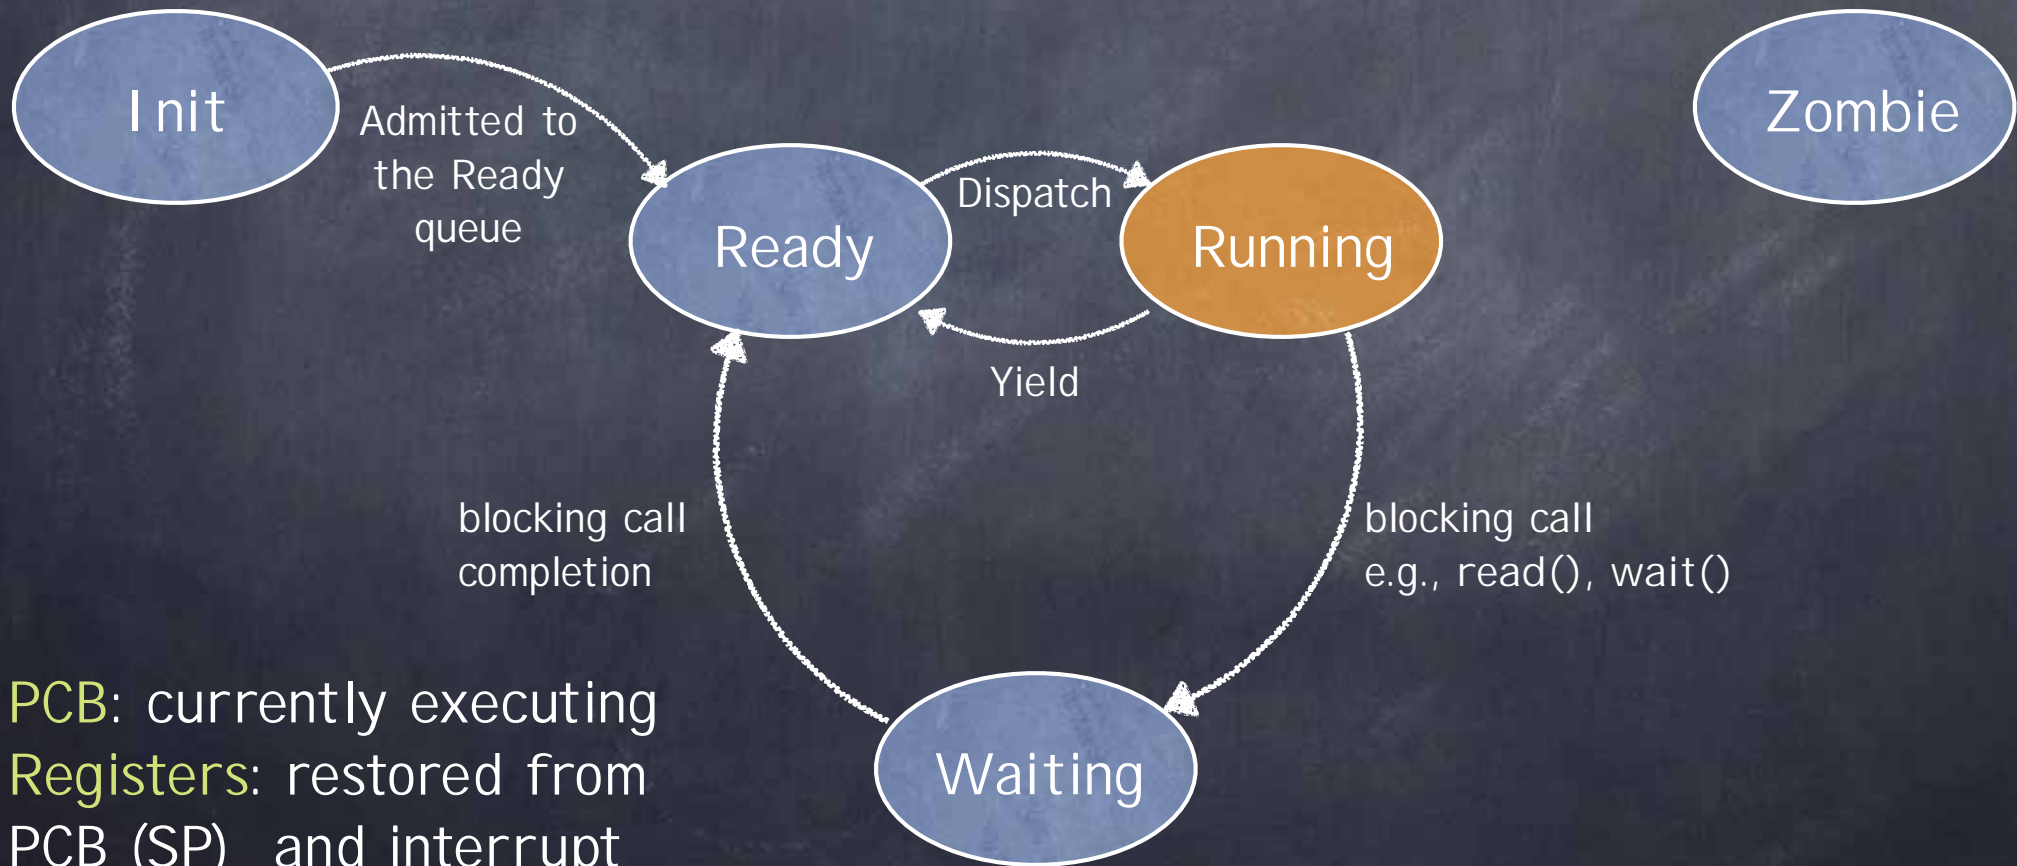 Init
Zombie
Admitted to
the Ready
queue
Dispatch
Ready
Running
Yield
blocking call
completion
blocking call
e.g., read(), wait()
PCB: currently executing
Registers: restored from
PCB (SP) and interrupt
Waiting